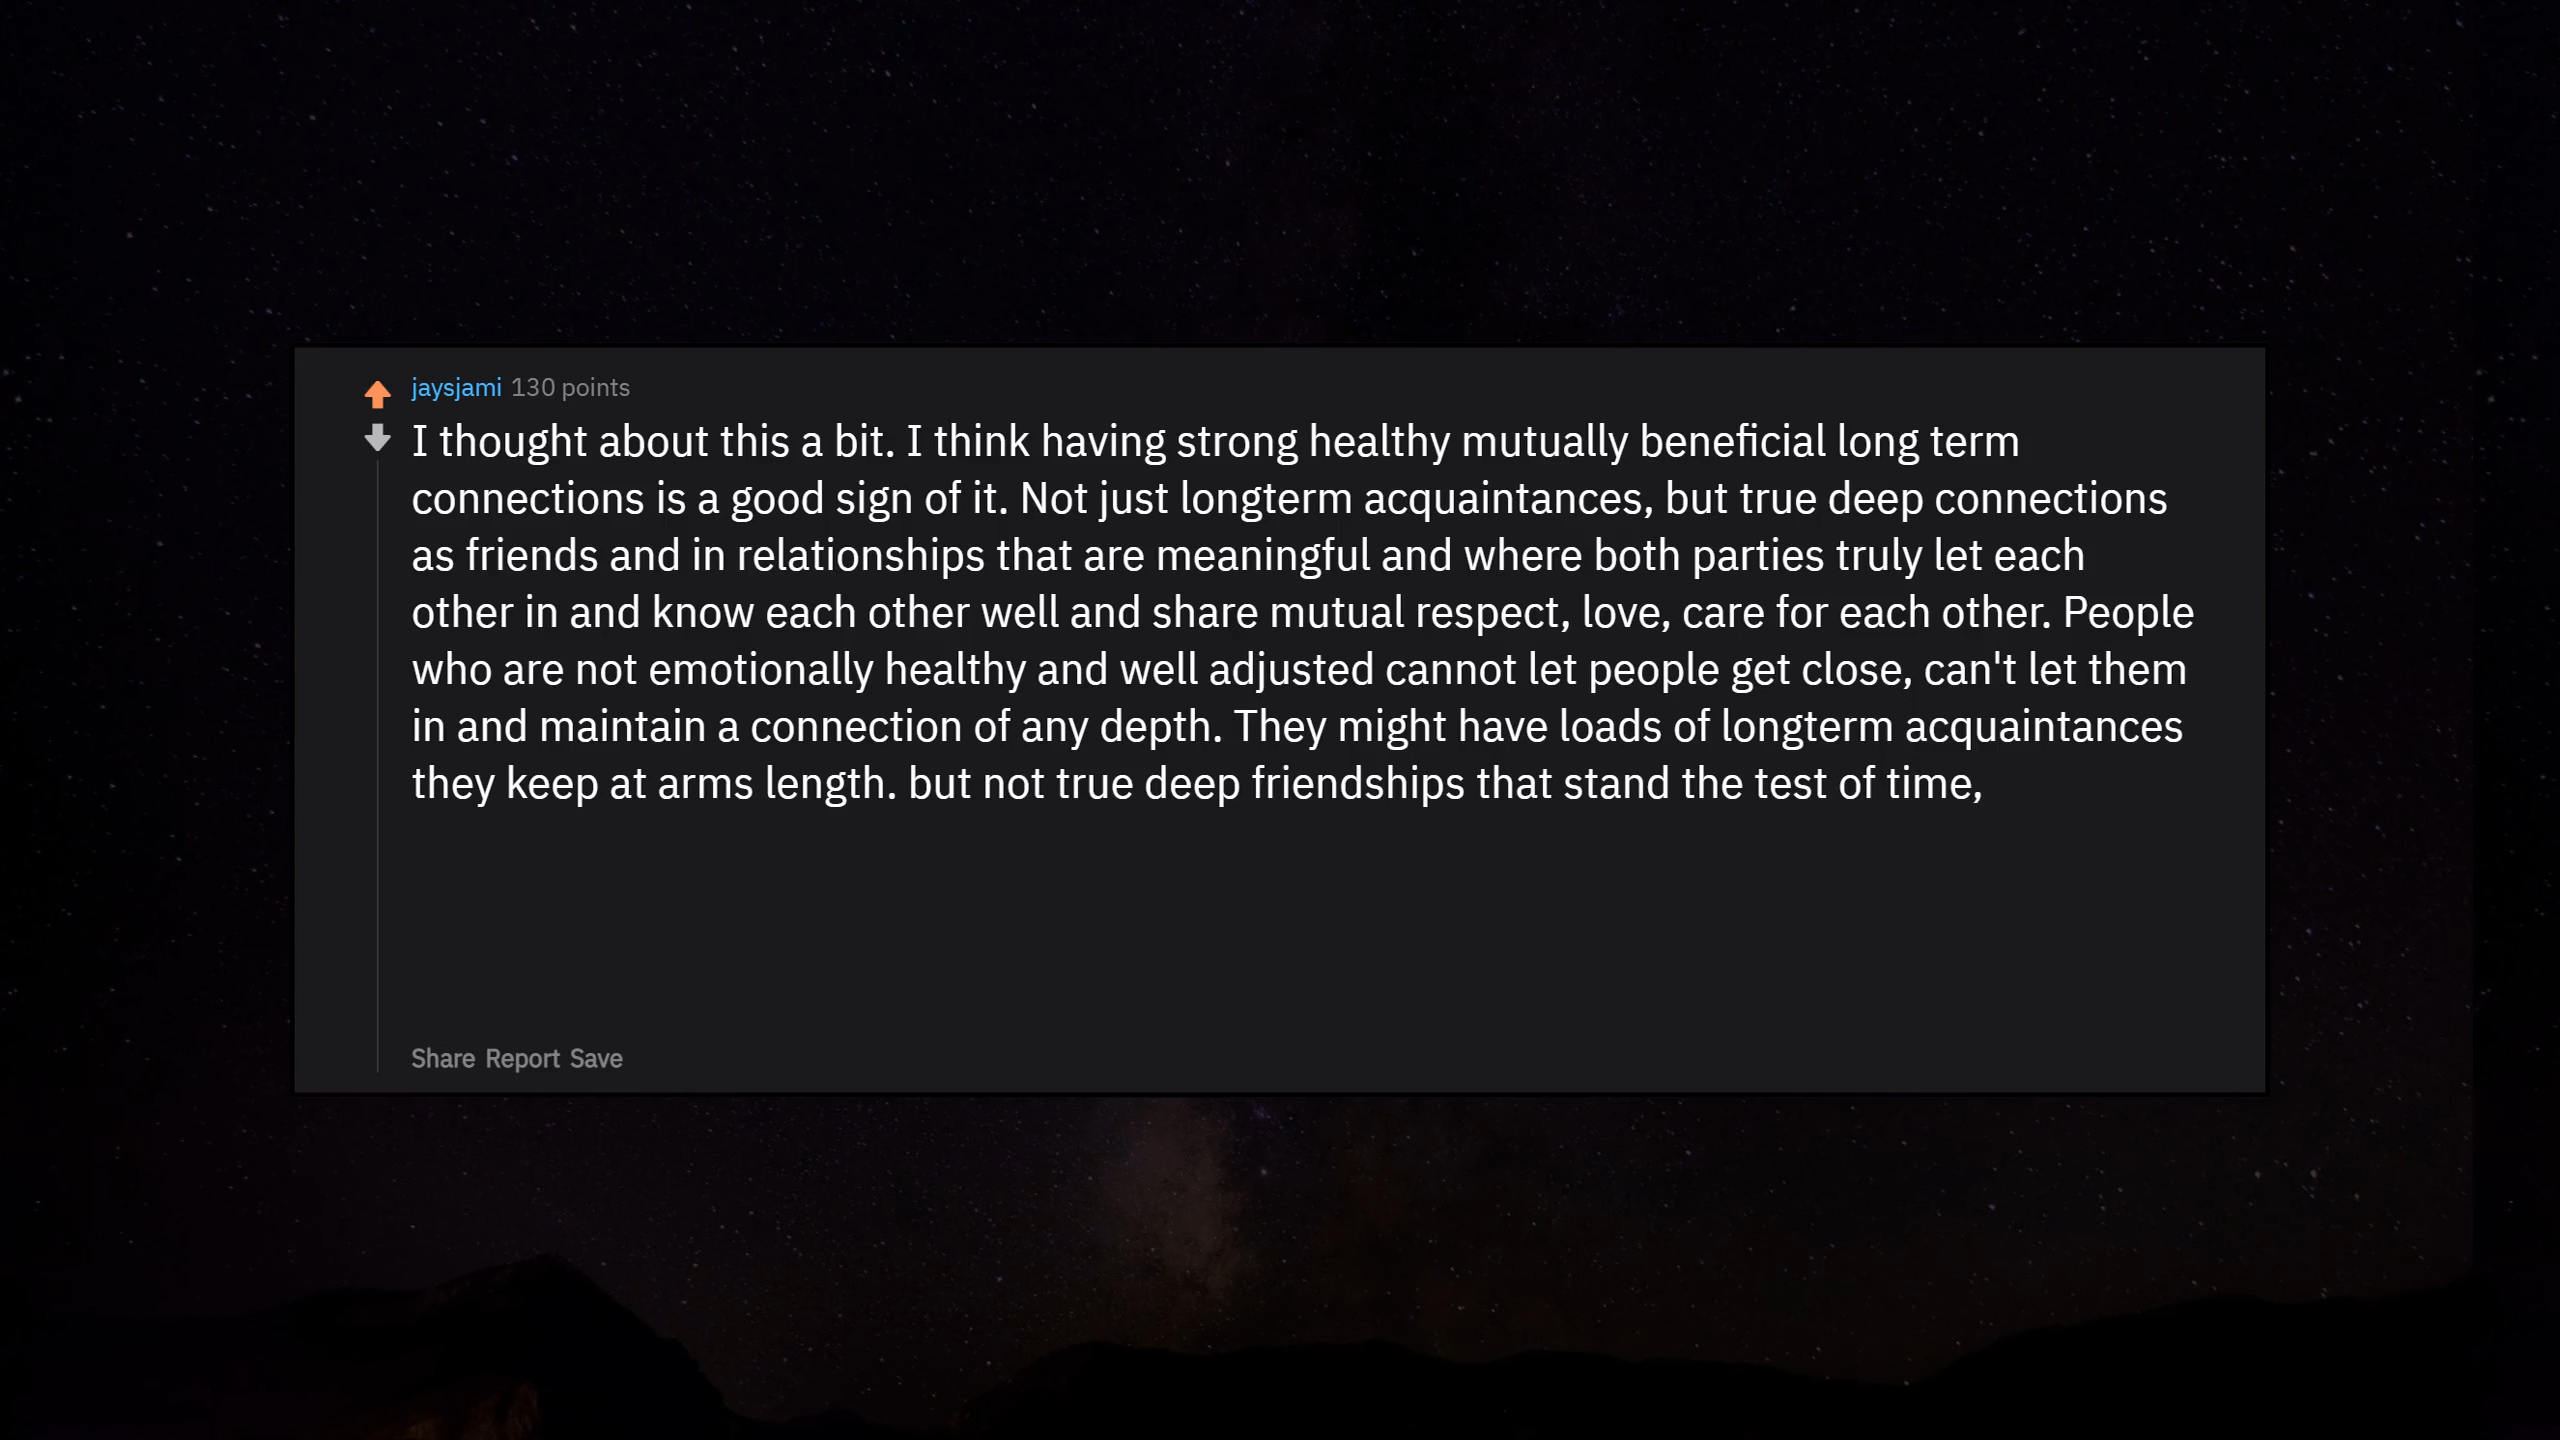 jaysjami 130 points
I thought about this a bit. I think having strong healthy mutually beneficial long term
connections is a good sign of it. Not just longterm acquaintances, but true deep connections
as friends and in relationships that are meaningful and where both parties truly let each
other in and know each other well and share mutual respect, love, care for each other. People
who are not emotionally healthy and well adjusted cannot let people get close, can't let them
in and maintain a connection of any depth. They might have loads of longterm acquaintances
they keep at arms length. but not true deep friendships that stand the test of time,
Share Report Save